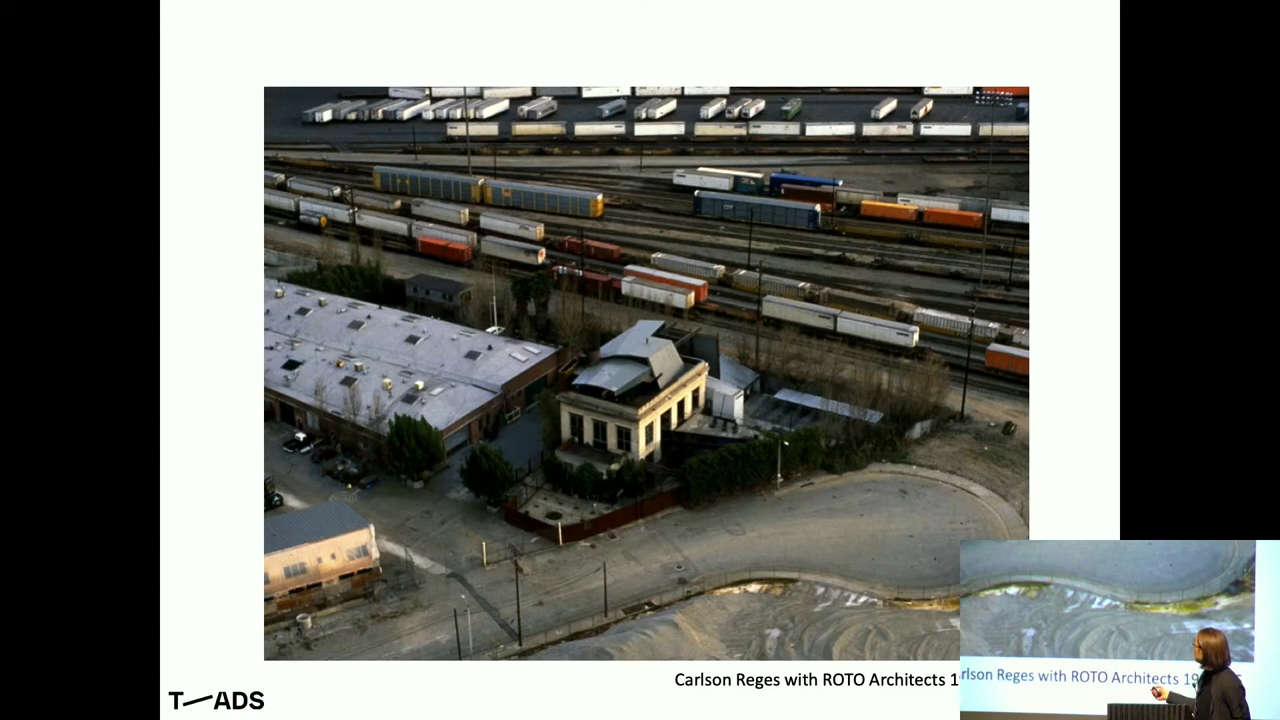 Carlson Reges with ROTO Architects 1
rlson Reges with ROTO Architects 19
T—ADS